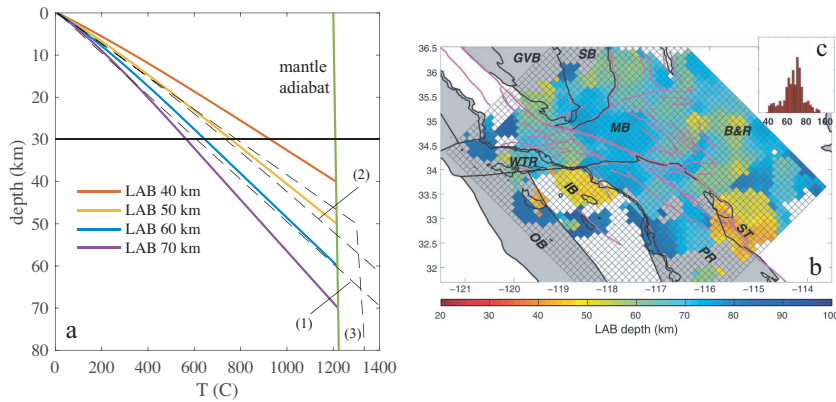 0
10
20
30
40
50
60
70
80
depth (km)
mantle
adiabat
LAB 40 km
LAB 50 km
LAB 60 km
LAB 70 km
(2)
(1)
(3)
a
0 200 400 600 800 1000 1200 1400
T (C)
36.5
36
35.5
35
34.5
34
33.5
33
32.5
32
GVB
SB
MB
B&R
WTR
IB
OB
PR
ST
c
40 60 80 100
b
−121 −120 −119 −118 −117 −116 −115 −114
20 30 40 50 60 70 80 90 100
LAB depth (km)